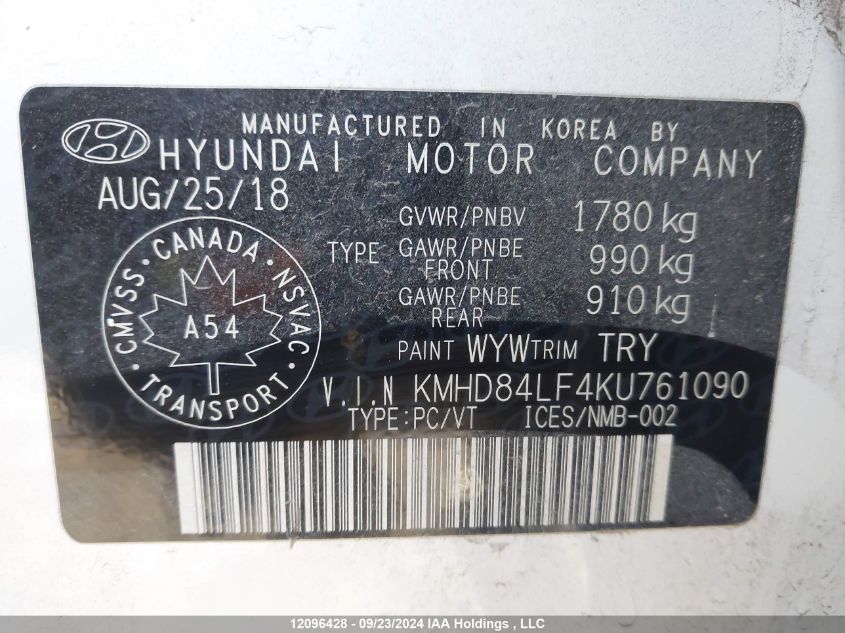 MANUFACTURED IN KOREA BY
HYUNDAI MOTOR COMPANY
AUG/25/18
GVWR/PNBV 1780 kg
TYPE GAWR/PNBE FRONT 990 kg
GAWR/PNBE REAR 910 kg
CMVSS · CANADA · NSVAC
A54
· TRANSPORT ·
PAINT WYW TRIM TRY
V.I.N KMHD84LF4KU761090
TYPE:PC/VT ICES/NMB-002
12096428 - 09/23/2024 IAA Holdings , LLC